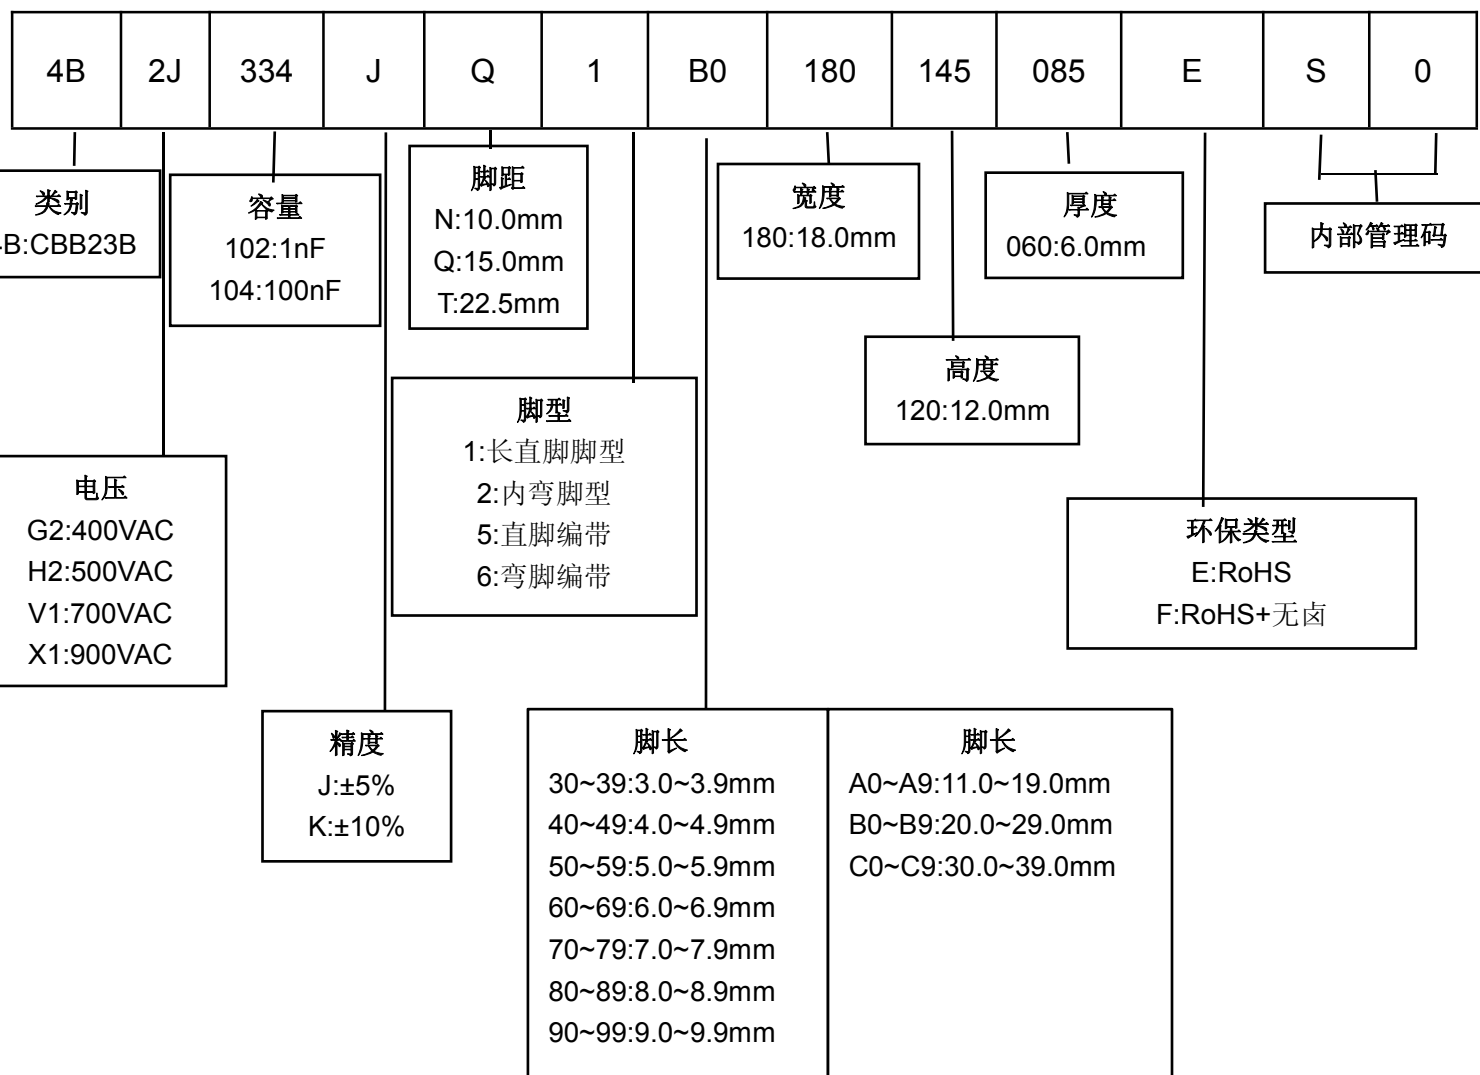 4B 2J 334 J Q 1 B0 180 145 085 E S 0
类别
B:CBB23B
容量
102:1nF
104:100nF
脚距
N:10.0mm
Q:15.0mm
T:22.5mm
宽度
180:18.0mm
厚度
060:6.0mm
内部管理码
高度
120:12.0mm
脚型
1:长直脚脚型
2:内弯脚型
5:直脚编带
6:弯脚编带
电压
G2:400VAC
H2:500VAC
V1:700VAC
X1:900VAC
环保类型
E:RoHS
F:RoHS+无卤
精度
J:±5%
K:±10%
脚长
30~39:3.0~3.9mm
40~49:4.0~4.9mm
50~59:5.0~5.9mm
60~69:6.0~6.9mm
70~79:7.0~7.9mm
80~89:8.0~8.9mm
90~99:9.0~9.9mm
脚长
A0~A9:11.0~19.0mm
B0~B9:20.0~29.0mm
C0~C9:30.0~39.0mm